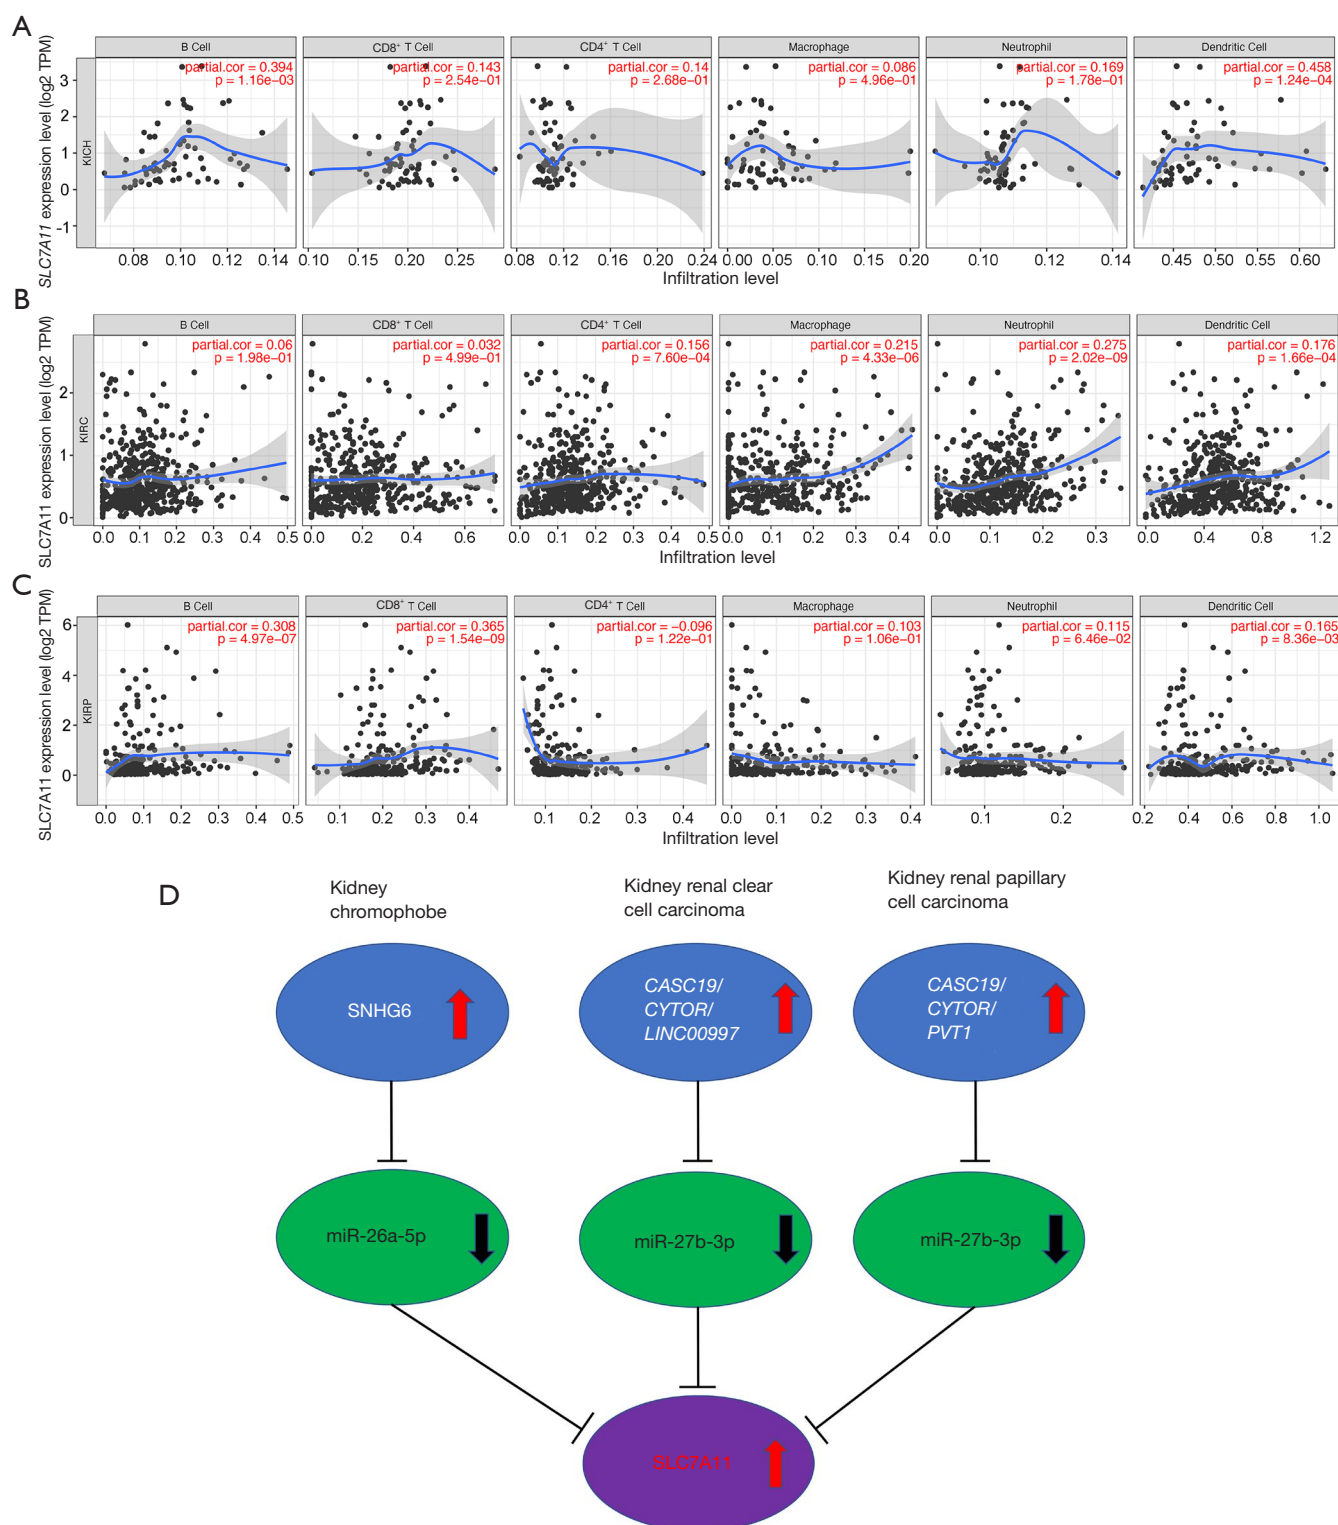 A
B Cell
CD8+ T Cell
CD4+ T Cell
Macrophage
Neutrophil
Dendritic Cell
partial.cor = 0.394
p = 1.16e−03
partial.cor = 0.143
p = 2.54e−01
partial.cor = 0.14
p = 2.68e−01
partial.cor = 0.086
p = 4.96e−01
partial.cor = 0.169
p = 1.78e−01
partial.cor = 0.458
p = 1.24e−04
SLC7A11 expression level (log2 TPM)
KICH
3
2
1
0
-1
0.08 0.10 0.12 0.14
0.10 0.15 0.20 0.25
0.08 0.12 0.16 0.20 0.24
0.00 0.05 0.10 0.15 0.20
0.10 0.12 0.14
0.45 0.50 0.55 0.60
Infiltration level
B
B Cell
CD8+ T Cell
CD4+ T Cell
Macrophage
Neutrophil
Dendritic Cell
partial.cor = 0.06
p = 1.98e−01
partial.cor = 0.032
p = 4.99e−01
partial.cor = 0.156
p = 7.60e−04
partial.cor = 0.215
p = 4.33e−06
partial.cor = 0.275
p = 2.02e−09
partial.cor = 0.176
p = 1.66e−04
SLC7A11 expression level (log2 TPM)
KIRC
2
1
0
0.0 0.1 0.2 0.3 0.4 0.5
0.0 0.2 0.4 0.6
0.0 0.1 0.2 0.3 0.4 0.5
0.0 0.1 0.2 0.3 0.4
0.0 0.1 0.2 0.3
0.0 0.4 0.8 1.2
Infiltration level
C
B Cell
CD8+ T Cell
CD4+ T Cell
Macrophage
Neutrophil
Dendritic Cell
partial.cor = 0.308
p = 4.97e−07
partial.cor = 0.365
p = 1.54e−09
partial.cor = −0.096
p = 1.22e−01
partial.cor = 0.103
p = 1.06e−01
partial.cor = 0.115
p = 6.46e−02
partial.cor = 0.165
p = 8.36e−03
SLC7A11 expression level (log2 TPM)
KIRP
6
4
2
0
0.0 0.1 0.2 0.3 0.4 0.5
0.1 0.2 0.3 0.4
0.1 0.2 0.3 0.4
0.0 0.1 0.2 0.3 0.4
0.1 0.2
0.2 0.4 0.6 0.8 1.0
Infiltration level
D
Kidney
chromophobe
Kidney renal clear
cell carcinoma
Kidney renal papillary
cell carcinoma
SNHG6
CASC19/
CYTOR/
LINC00997
CASC19/
CYTOR/
PVT1
miR-26a-5p
miR-27b-3p
miR-27b-3p
SLC7A11